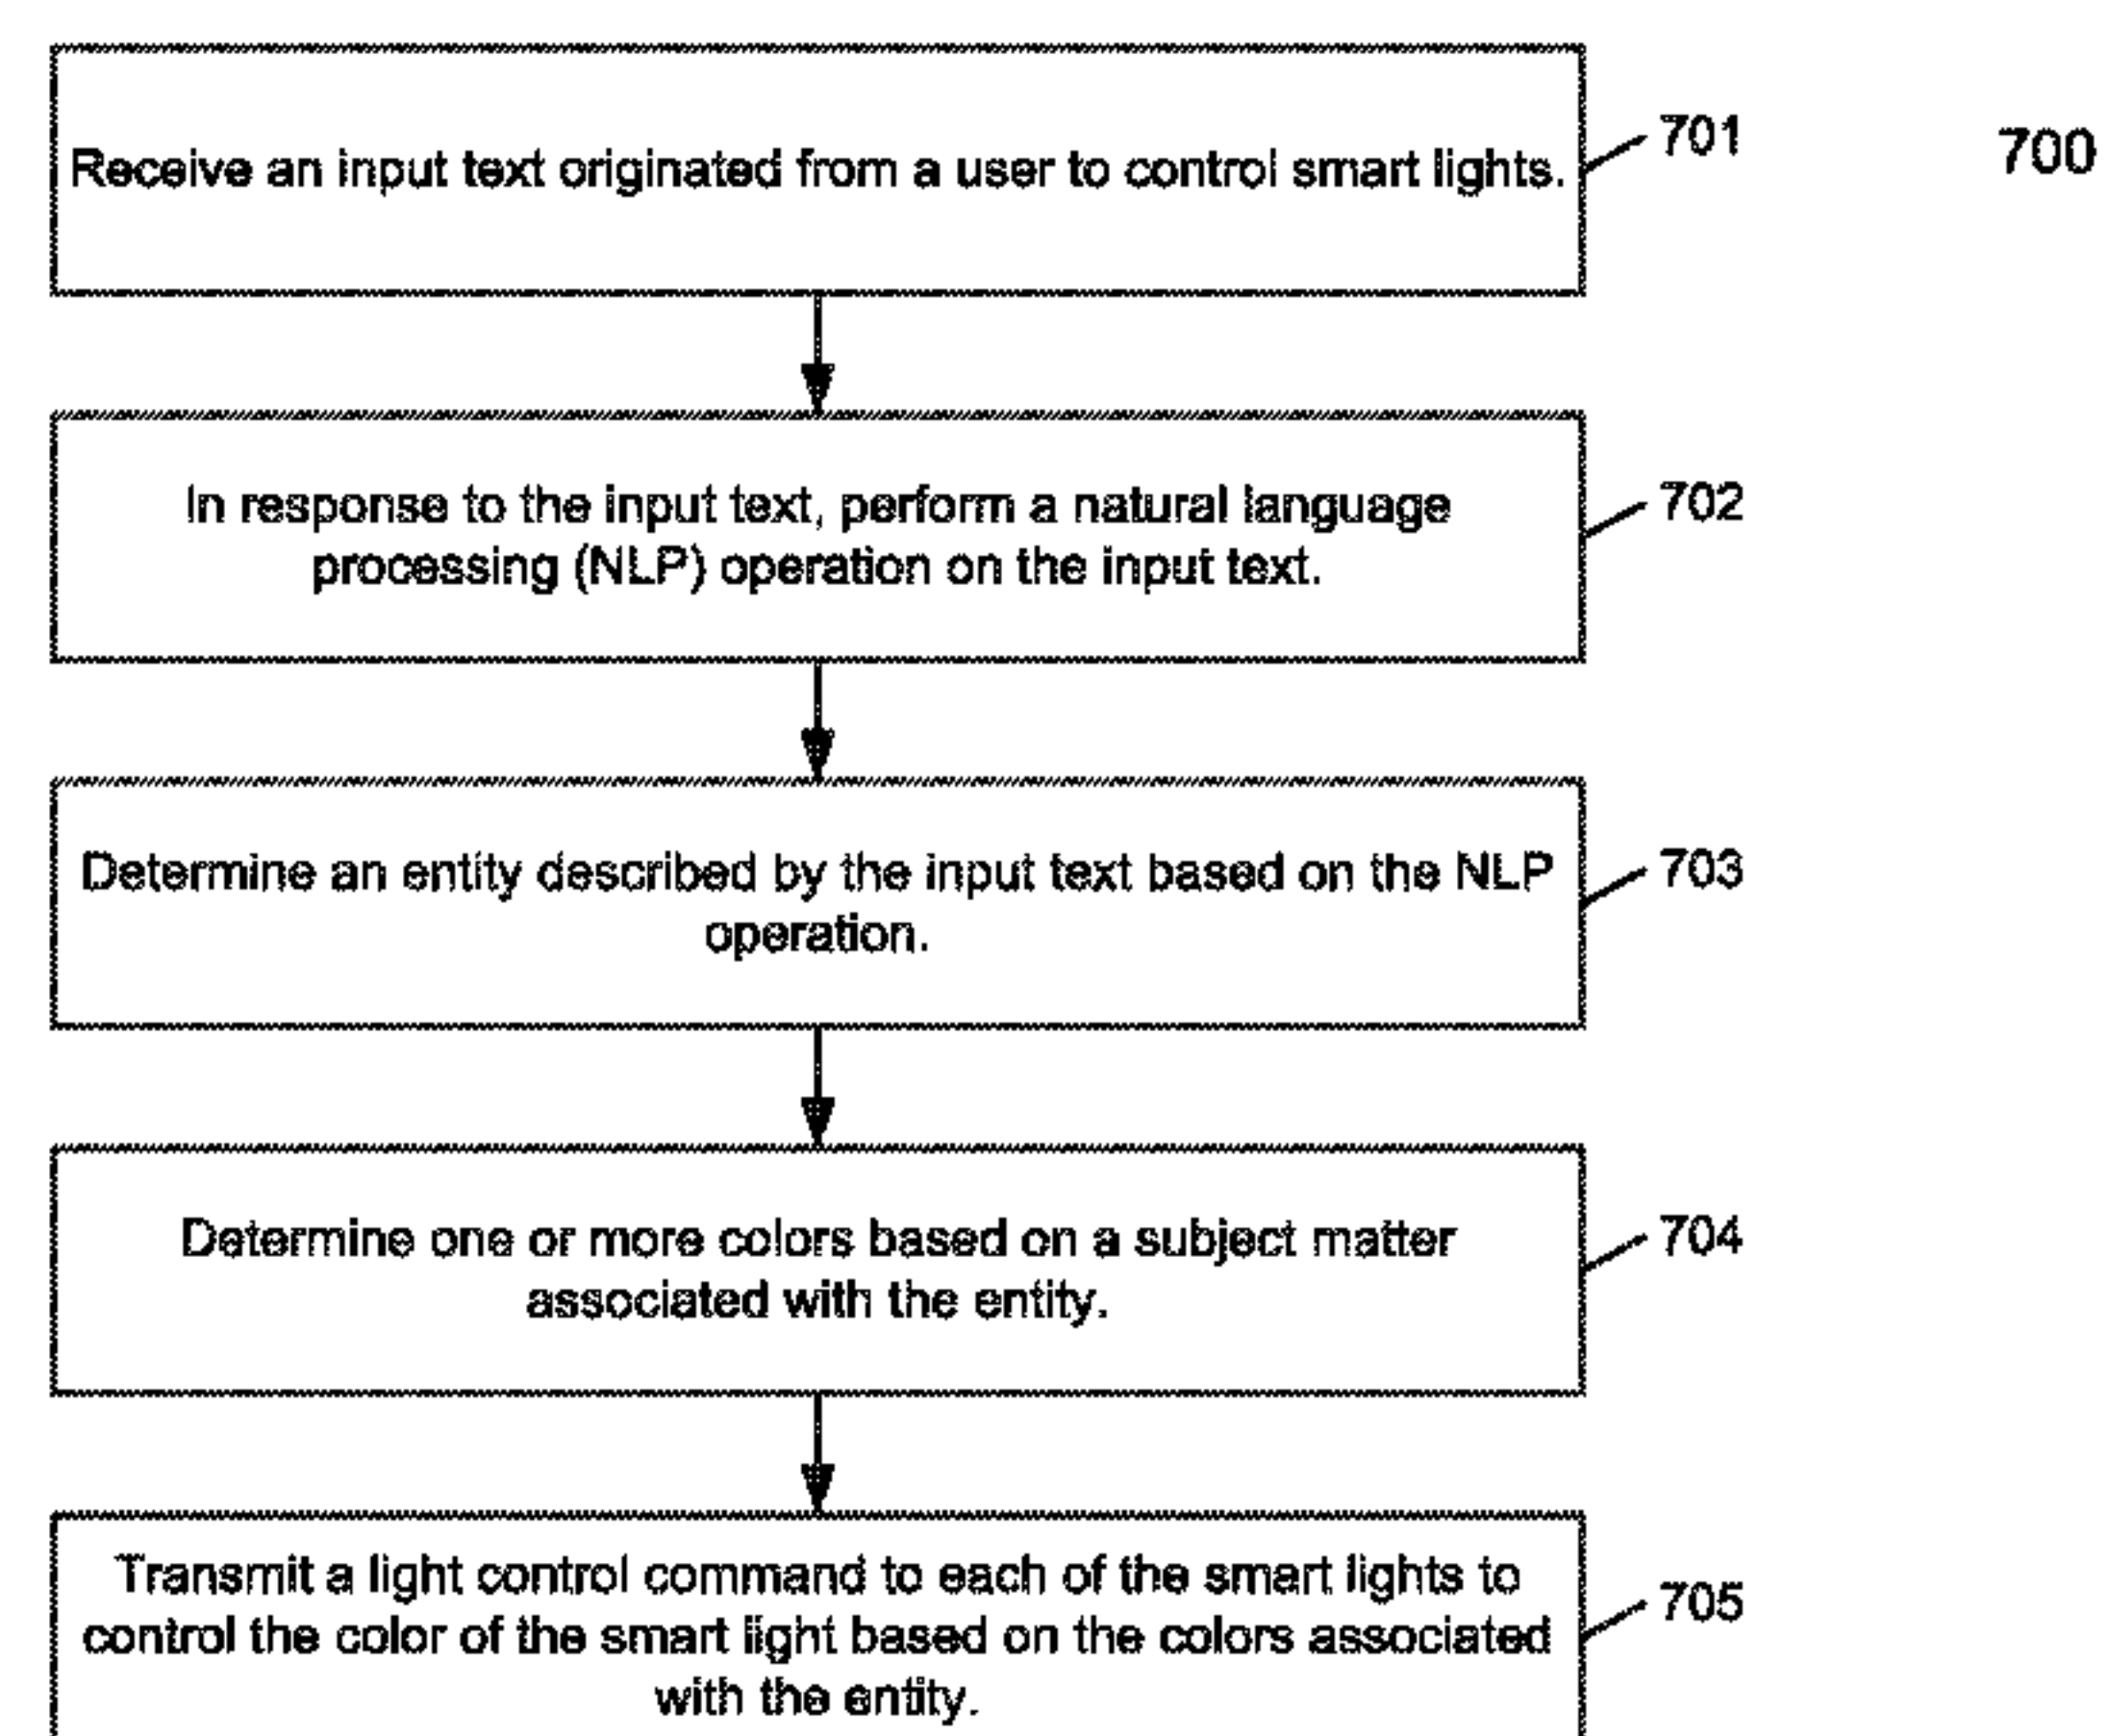 Receive an input text originated from a user to control smart lights.
701
700
In response to the input text, perform a natural language
processing (NLP) operation on the input text.
702
Determine an entity described by the input text based on the NLP
operation.
703
Determine one or more colors based on a subject matter
associated with the entity.
704
Transmit a light control command to each of the smart lights to
control the color of the smart light based on the colors associated
with the entity.
705